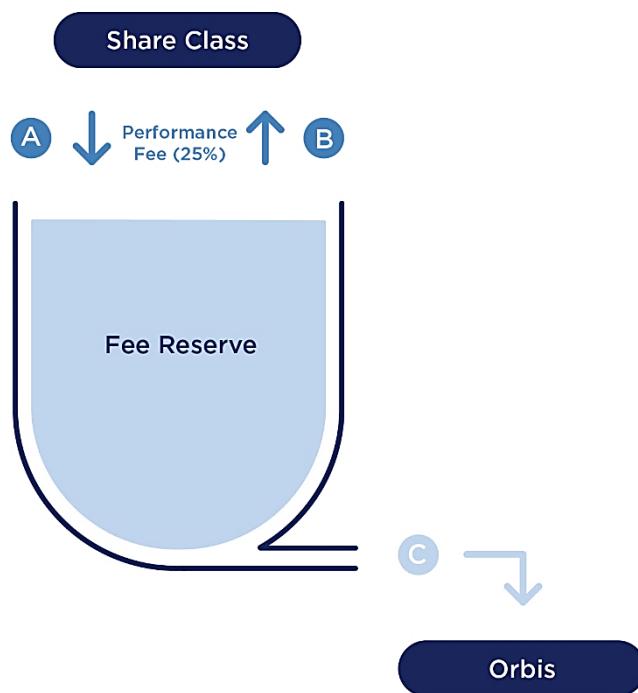 Share Class
A
Performance
Fee (25%)
B
Fee Reserve
C
Orbis